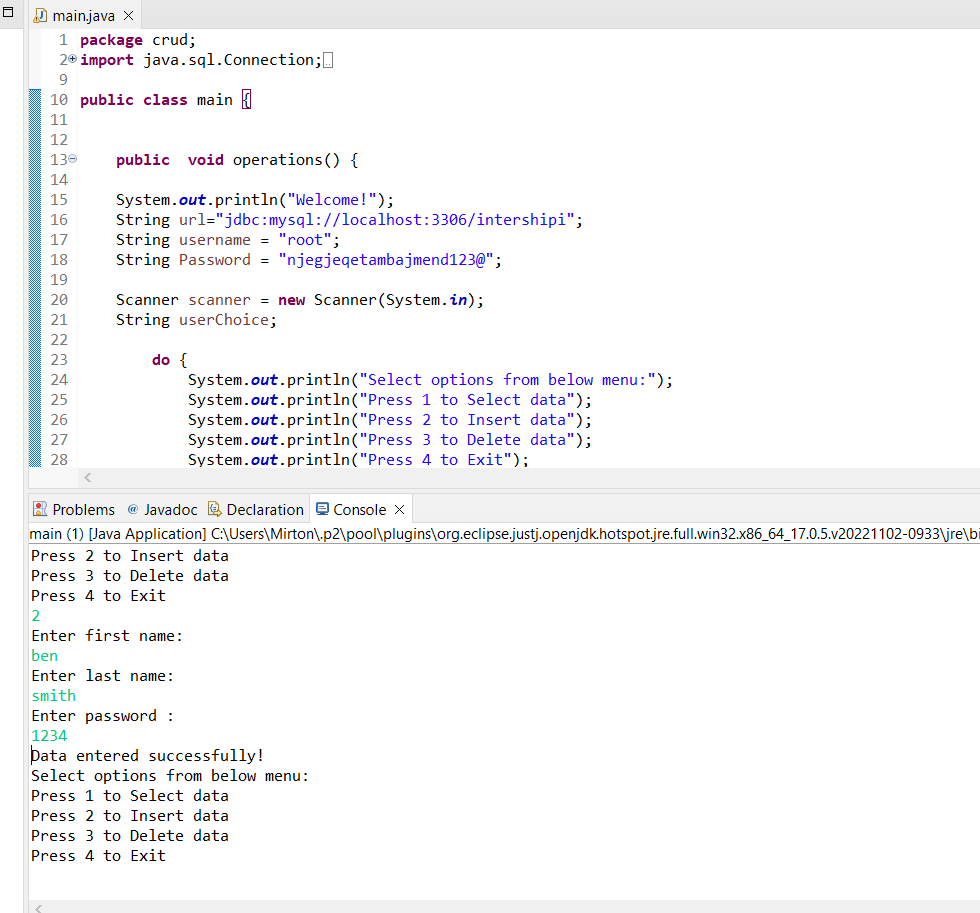 main.java
1 package crud;
2 import java.sql.Connection;
9
10 public class main {
11
12
13 public  void operations() {
14
15 System.out.println("Welcome!");
16 String url="jdbc:mysql://localhost:3306/intershipi";
17 String username = "root";
18 String Password = "njegjeqetambajmend123@";
19
20 Scanner scanner = new Scanner(System.in);
21 String userChoice;
22
23 do {
24 System.out.println("Select options from below menu:");
25 System.out.println("Press 1 to Select data");
26 System.out.println("Press 2 to Insert data");
27 System.out.println("Press 3 to Delete data");
28 System.out.println("Press 4 to Exit");
Problems @ Javadoc Declaration Console
main (1) [Java Application] C:\Users\Mirton\.p2\pool\plugins\org.eclipse.justj.openjdk.hotspot.jre.full.win32.x86_64_17.0.5.v20221102-0933\jre\bi
Press 2 to Insert data
Press 3 to Delete data
Press 4 to Exit
2
Enter first name:
ben
Enter last name:
smith
Enter password :
1234
Data entered successfully!
Select options from below menu:
Press 1 to Select data
Press 2 to Insert data
Press 3 to Delete data
Press 4 to Exit